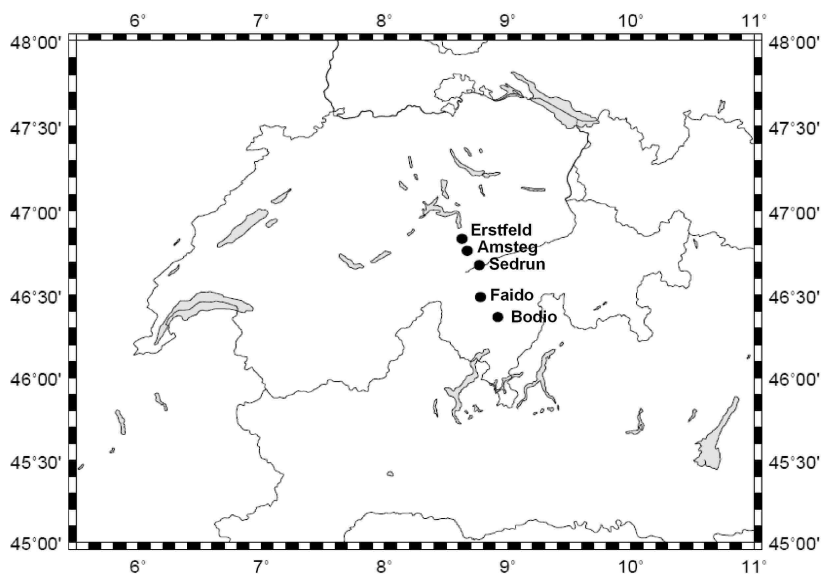 6° 7° 8° 9° 10° 11°
48°00' 48°00'
47°30' 47°30'
47°00' 47°00'
Erstfeld
Amsteg
Sedrun
46°30' Faido 46°30'
Bodio
46°00' 46°00'
45°30' 45°30'
45°00' 45°00'
6° 7° 8° 9° 10° 11°